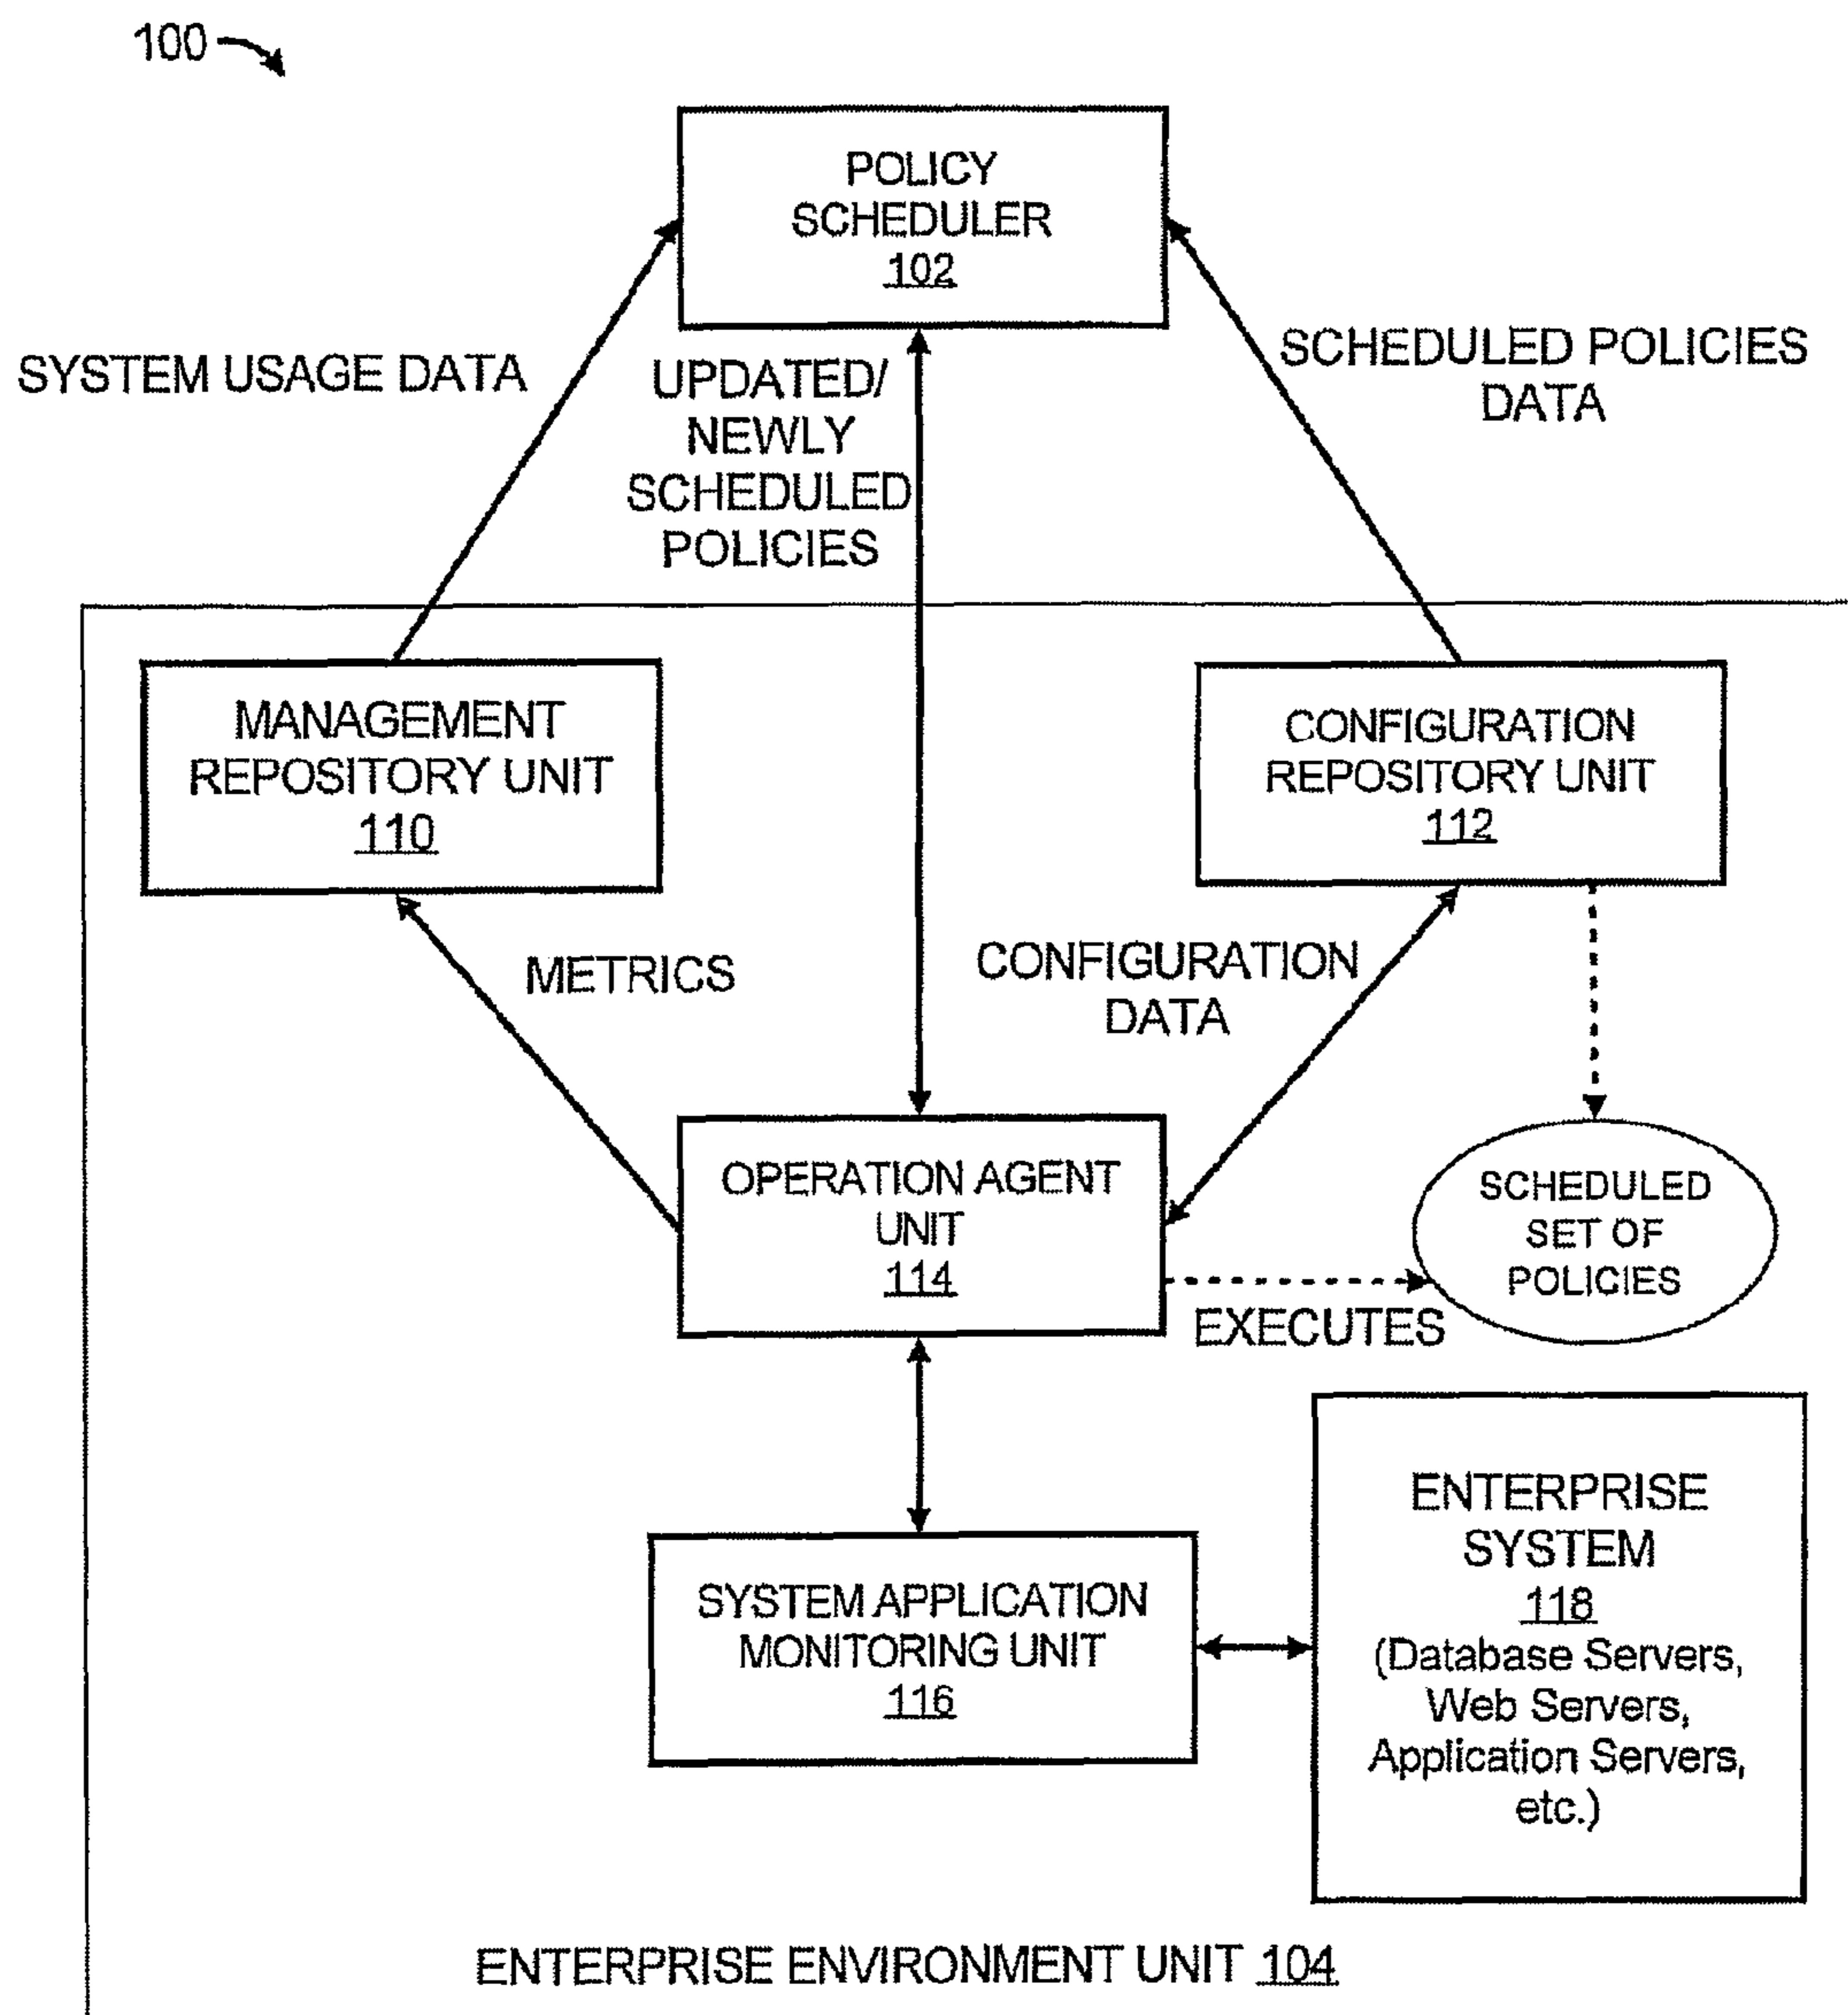 100
POLICY
SCHEDULER
102
SYSTEM USAGE DATA
UPDATED/
NEWLY
SCHEDULED
POLICIES
SCHEDULED POLICIES
DATA
MANAGEMENT
REPOSITORY UNIT
110
CONFIGURATION
REPOSITORY UNIT
112
METRICS
CONFIGURATION
DATA
OPERATION AGENT
UNIT
114
SCHEDULED
SET OF
POLICIES
EXECUTES
SYSTEM APPLICATION
MONITORING UNIT
116
ENTERPRISE
SYSTEM
118
(Database Servers,
Web Servers,
Application Servers,
etc.)
ENTERPRISE ENVIRONMENT UNIT 104